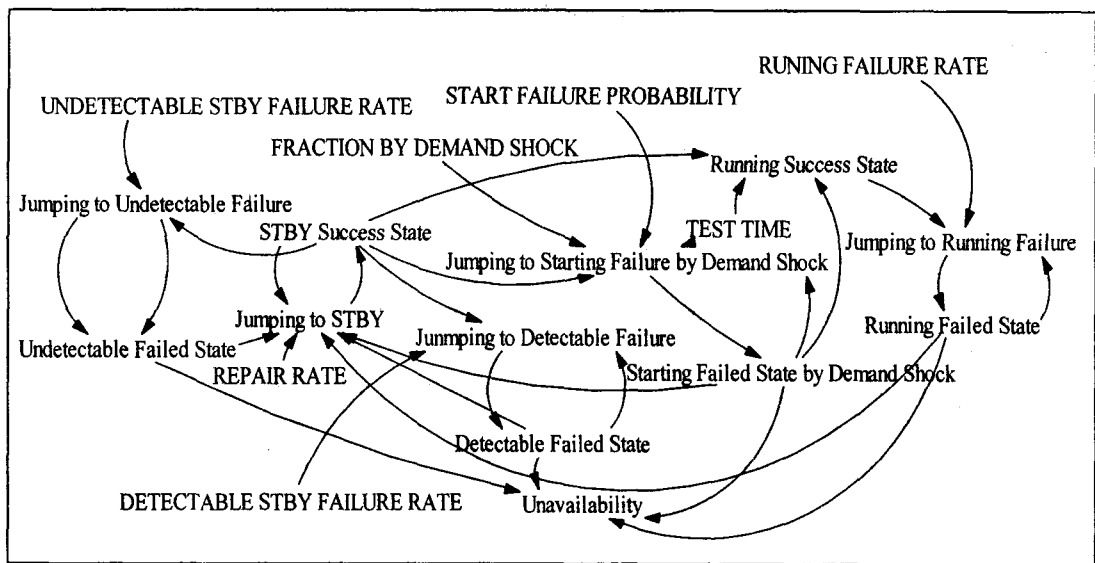 RUNING FAILURE RATE
UNDETECTABLE STBY FAILURE RATE
START FAILURE PROBABILITY
FRACTION BY DEMAND SHOCK
Running Success State
Jumping to Undetectable Failure
STBY Success State
TEST TIME
Jumping to Starting Failure by Demand Shock
Jumping to Running Failure
Jumping to STBY
Junmping to Detectable Failure
Running Failed State
Undetectable Failed State
REPAIR RATE
Starting Failed State by Demand Shock
Detectable Failed State
DETECTABLE STBY FAILURE RATE
Unavailability